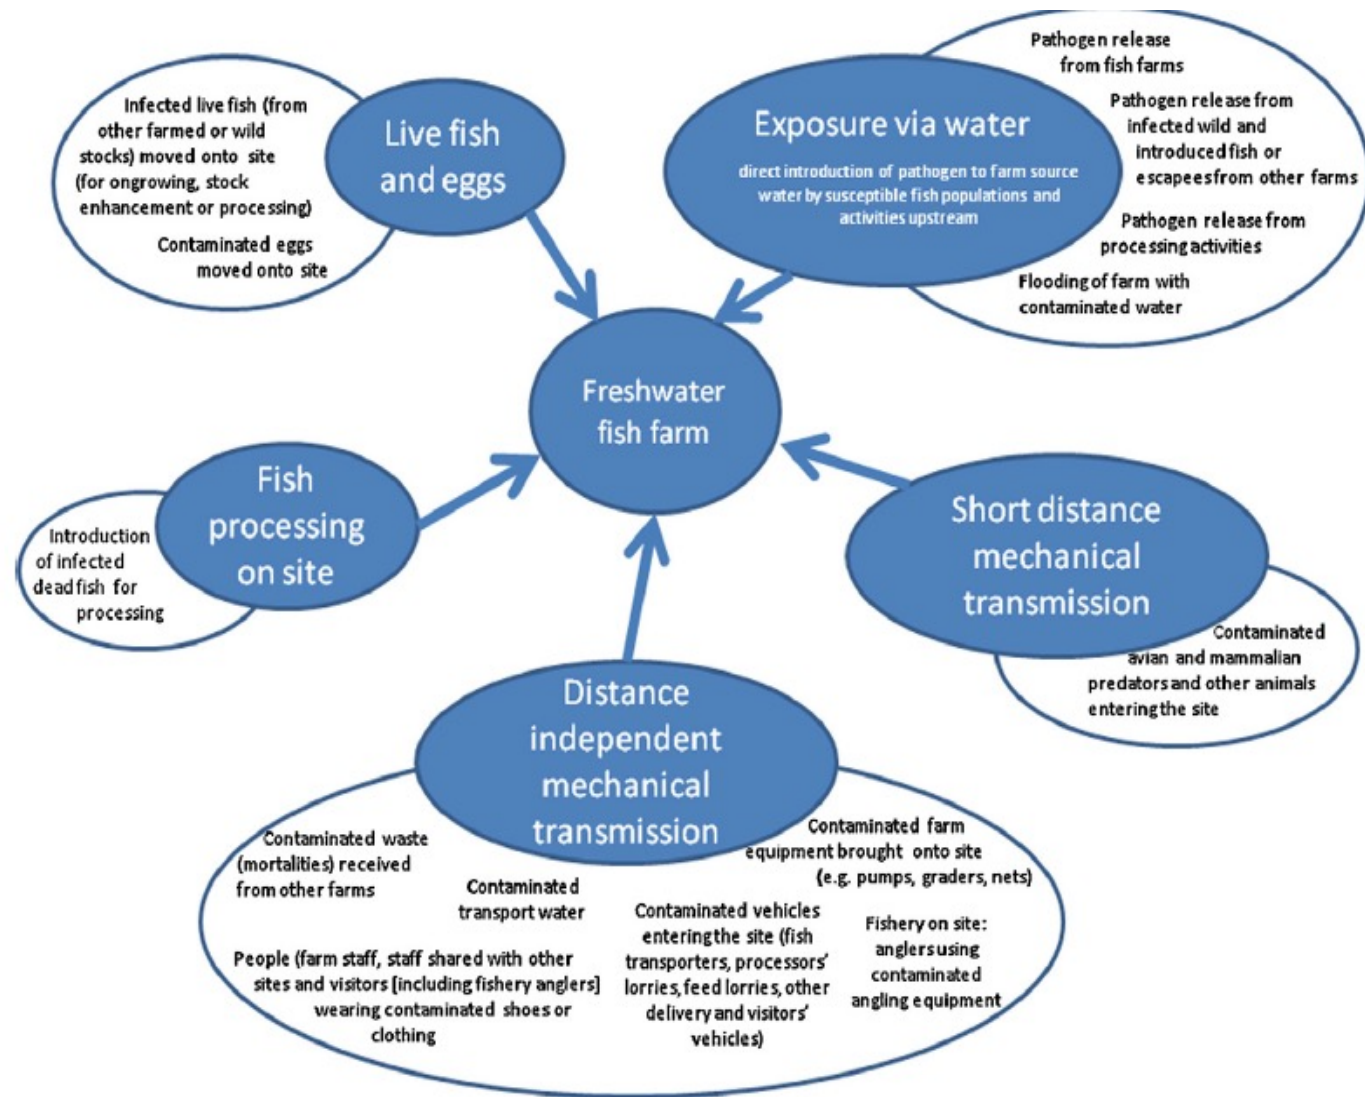 Infected live fish (from
other farmed or wild
stocks) moved onto site
(for ongrowing, stock
enhancement or processing)
Contaminated eggs
moved onto site
Live fish
and eggs
Exposure via water
direct introduction of pathogen to farm source
water by susceptible fish populations and
activities upstream
Pathogen release
from fish farms
Pathogen release from
infected wild and
introduced fish or
escapees from other farms
Pathogen release from
processing activities
Flooding of farm with
contaminated water
Freshwater
fish farm
Fish
processing
on site
Introduction
of infected
dead fish for
processing
Short distance
mechanical
transmission
Contaminated
avian and mammalian
predators and other animals
entering the site
Distance
independent
mechanical
transmission
Contaminated waste
(mortalities) received
from other farms
Contaminated
transport water
Contaminated farm
equipment brought onto site
(e.g. pumps, graders, nets)
People (farm staff, staff shared with other
sites and visitors [including fishery anglers]
wearing contaminated shoes or
clothing
Contaminated vehicles
entering the site (fish
transporters, processors’
lorries, feed lorries, other
delivery and visitors’
vehicles)
Fishery on site:
anglers using
contaminated
angling equipment